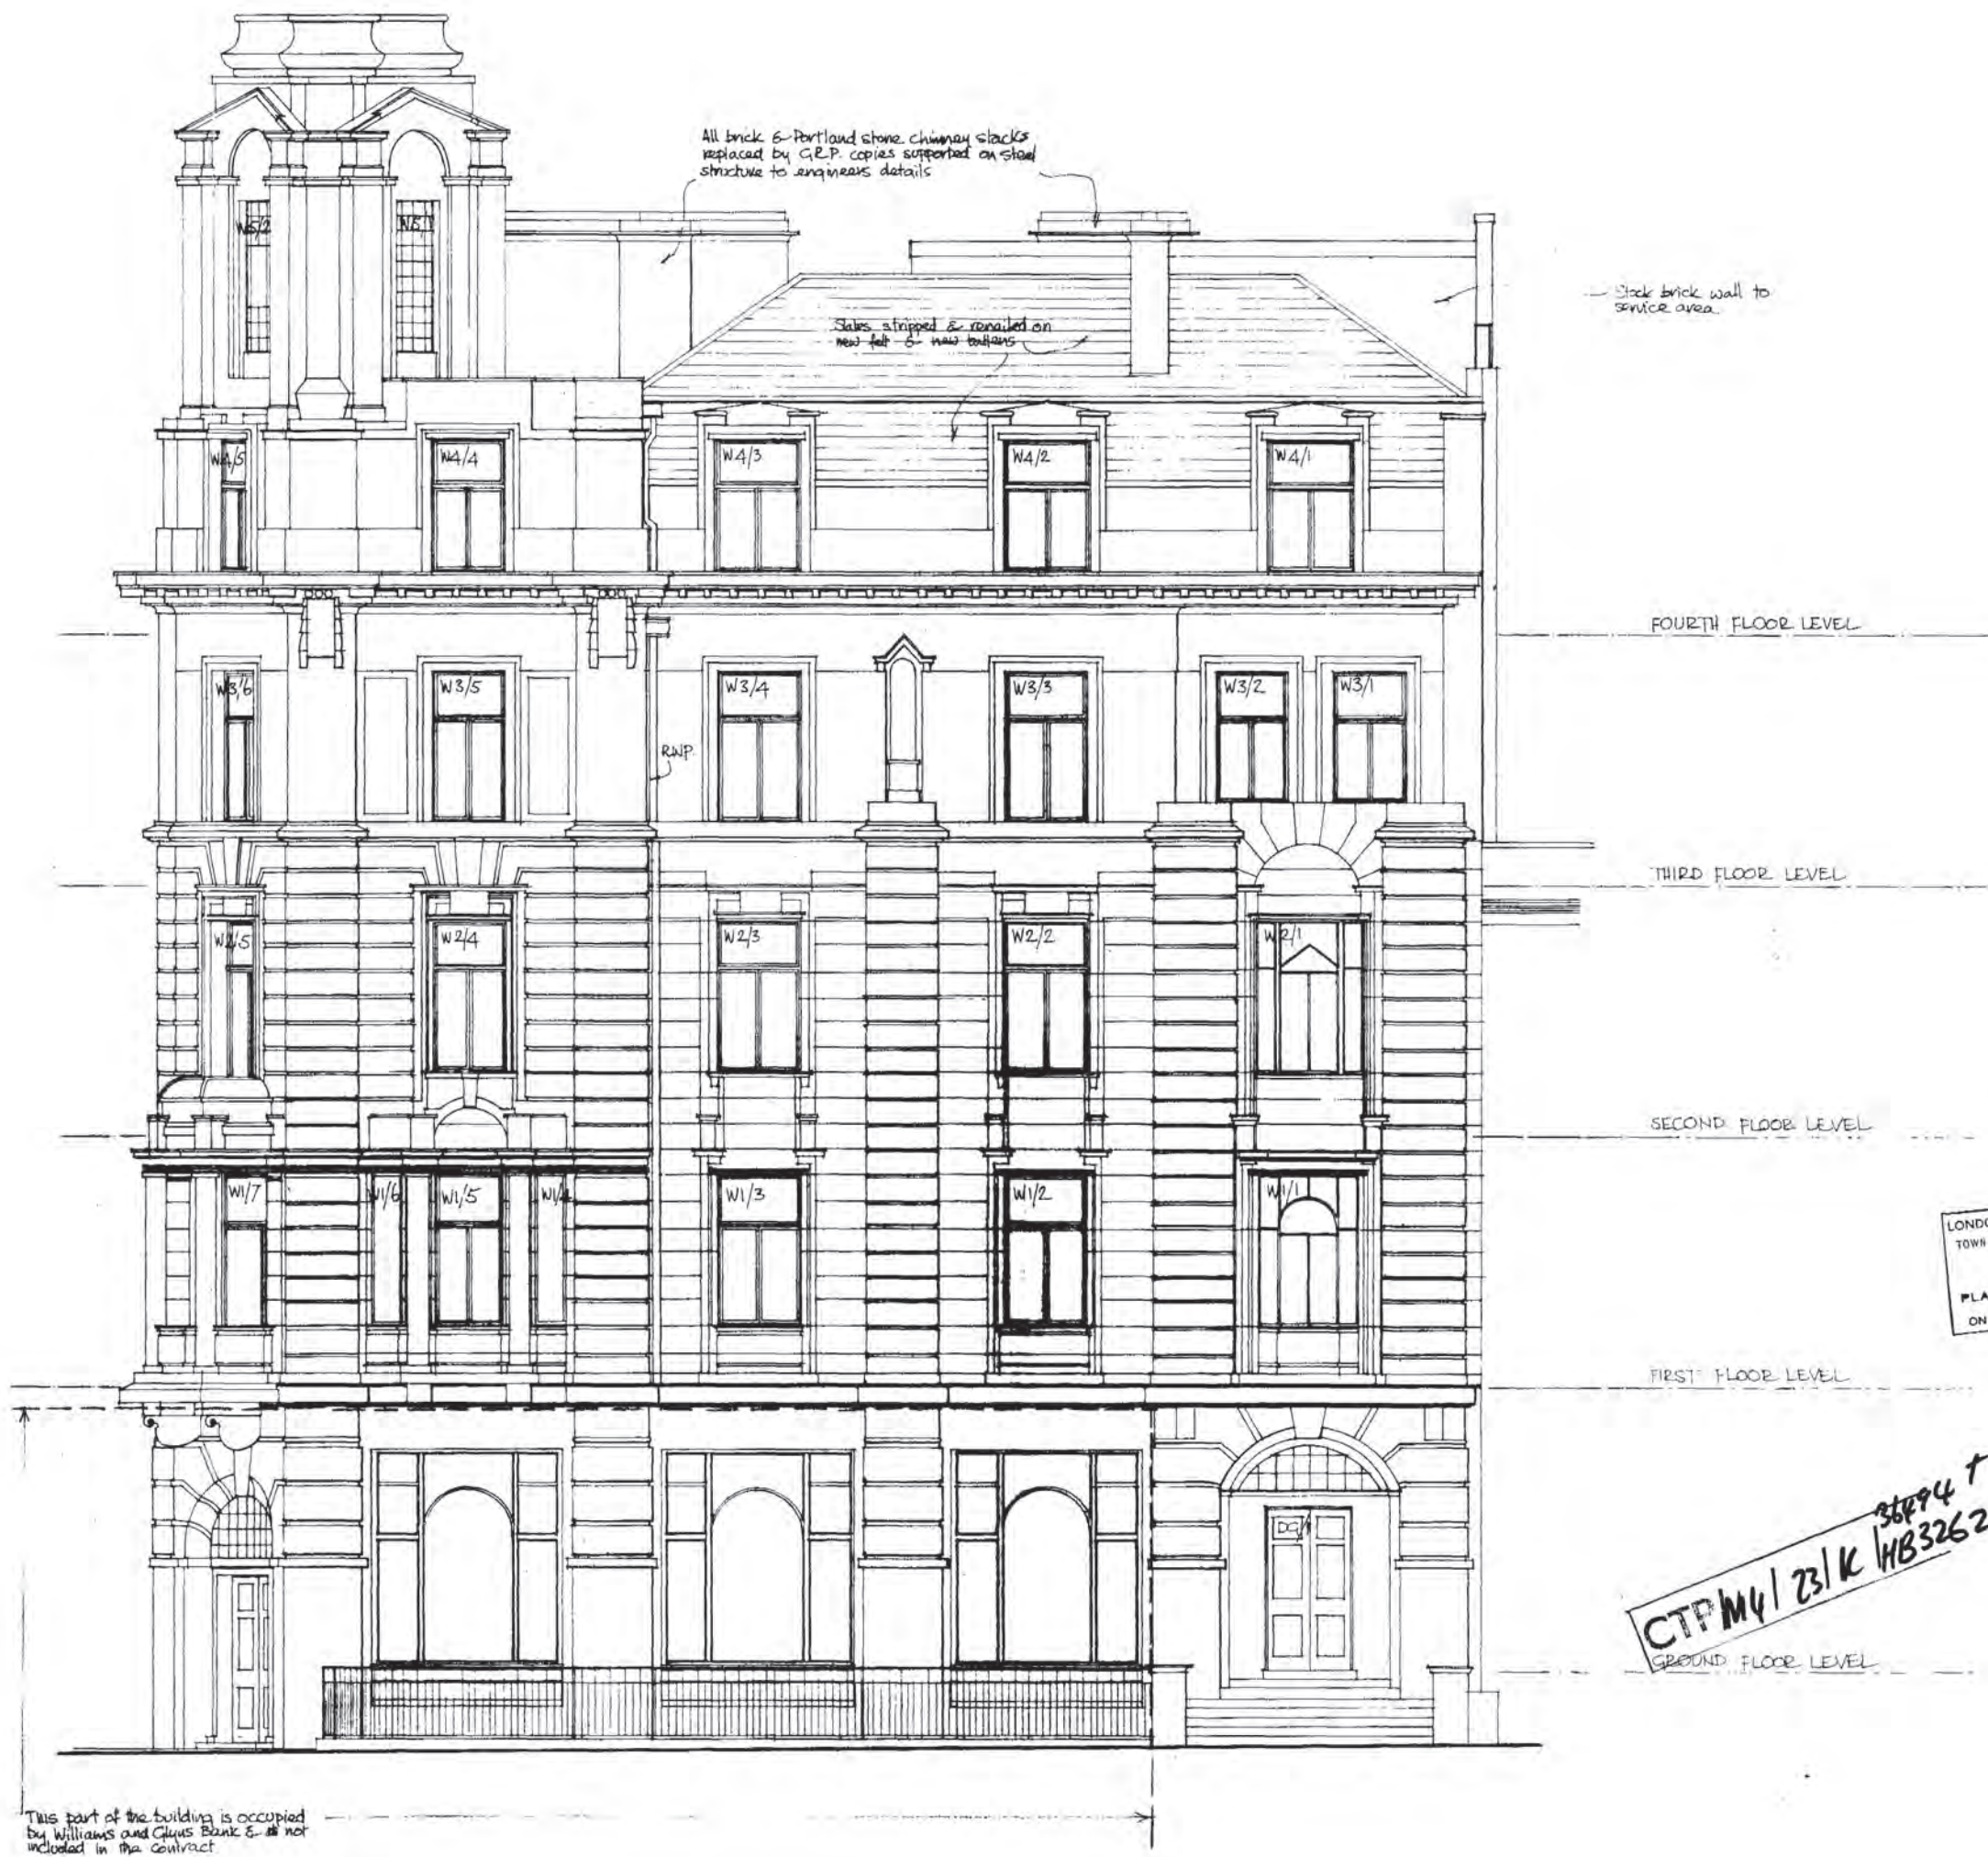 All brick & Portland stone chimney stacks
replaced by G.R.P. copies supported on steel
structure to engineers details
W5/2
W5/1
Stock brick wall to
service area
Slates stripped & renailed on
new felt & new battens
W4/5
W4/4
W4/3
W4/2
W4/1
FOURTH FLOOR LEVEL
W3/6
W3/5
W3/4
W3/3
W3/2
W3/1
RWP.
THIRD FLOOR LEVEL
W2/5
W2/4
W2/3
W2/2
W2/1
SECOND FLOOR LEVEL
W1/7
W1/6
W1/5
W1/4
W1/3
W1/2
W1/1
TOWN
ON
FIRST FLOOR LEVEL
36494 +
CTP/M4/23/K/HB3262
GROUND FLOOR LEVEL
This part of the building is occupied
by Williams and Glyns Bank & is not
included in the contract